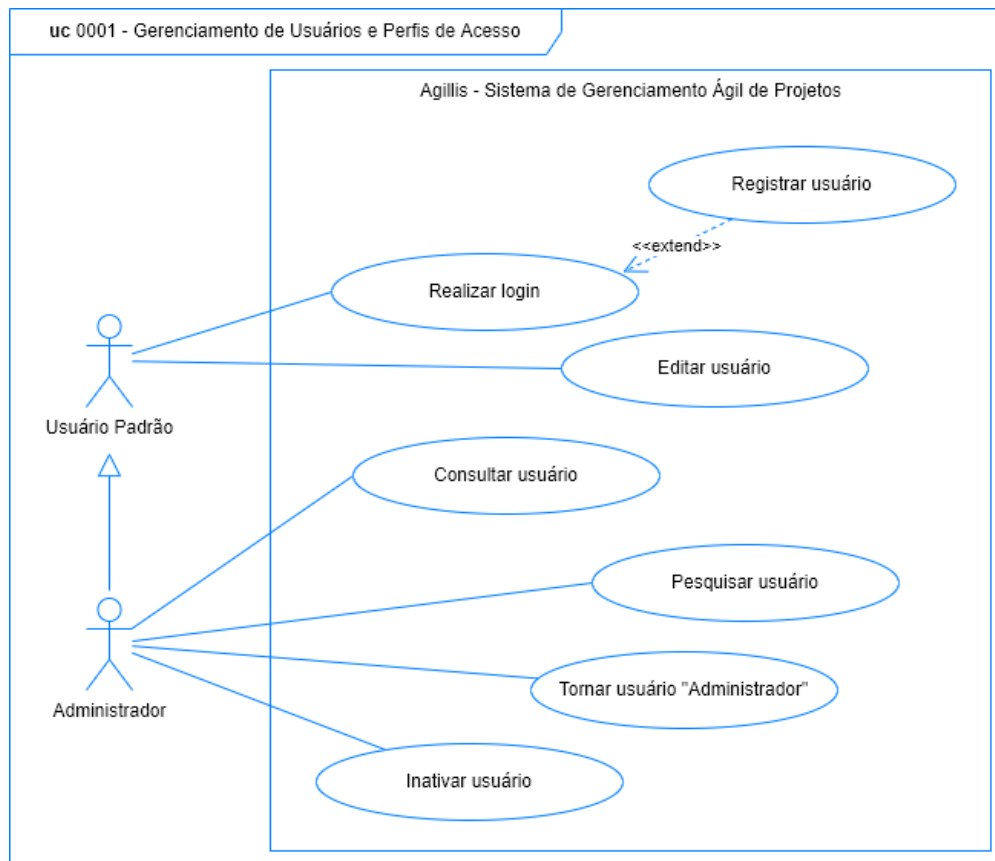 uc 0001 - Gerenciamento de Usuários e Perfis de Acesso
Agillis - Sistema de Gerenciamento Ágil de Projetos
Registrar usuário
<<extend>>
Realizar login
Editar usuário
Usuário Padrão
Consultar usuário
Pesquisar usuário
Tornar usuário "Administrador"
Administrador
Inativar usuário